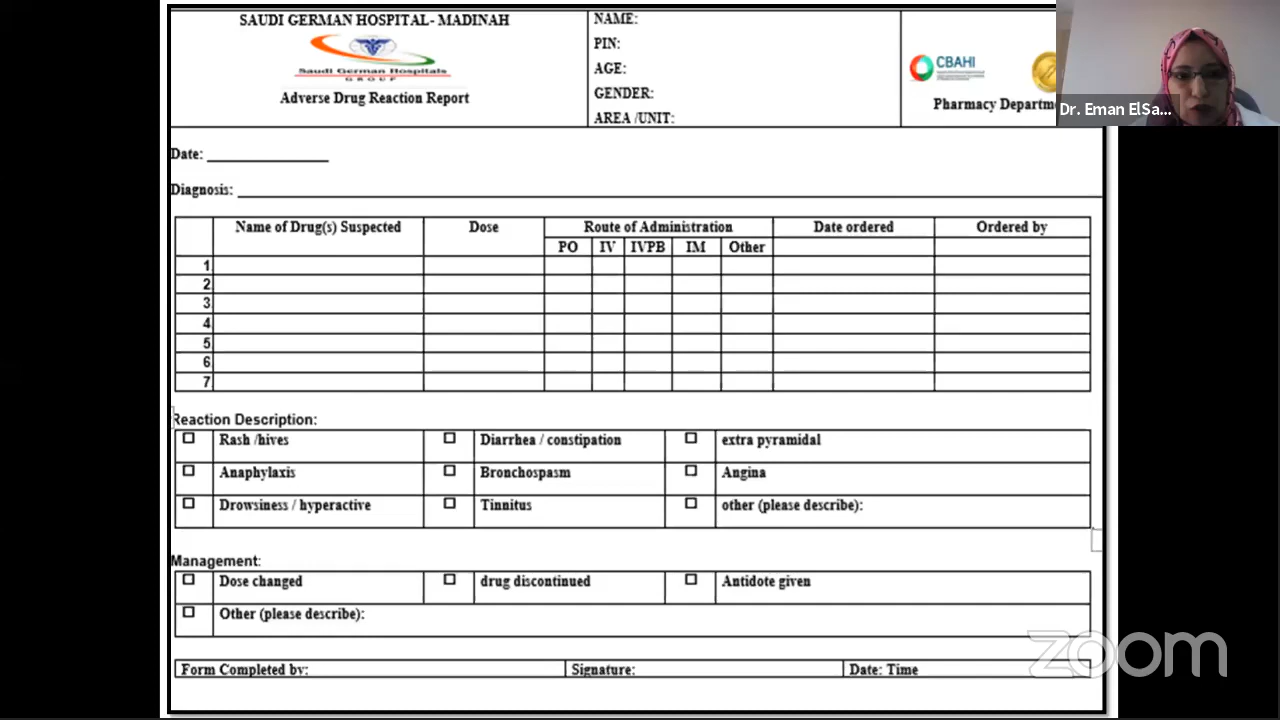 SAUDI GERMAN HOSPITAL- MADINAH
Saudi German Hospitals
GROUP
Adverse Drug Reaction Report
NAME:
PIN:
AGE:
GENDER:
AREA /UNIT:
CBAHI
Pharmacy Departm
Dr. Eman ElSa...
Date:
Diagnosis:
Name of Drug(s) Suspected Dose Route of Administration Date ordered Ordered by
PO IV IVPB IM Other
1
2
3
4
5
6
7
Reaction Description:
Rash /hives Diarrhea / constipation extra pyramidal
Anaphylaxis Bronchospasm Angina
Drowsiness / hyperactive Tinnitus other (please describe):
Management:
Dose changed drug discontinued Antidote given
Other (please describe):
Form Completed by: Signature: Date: Time
zoom